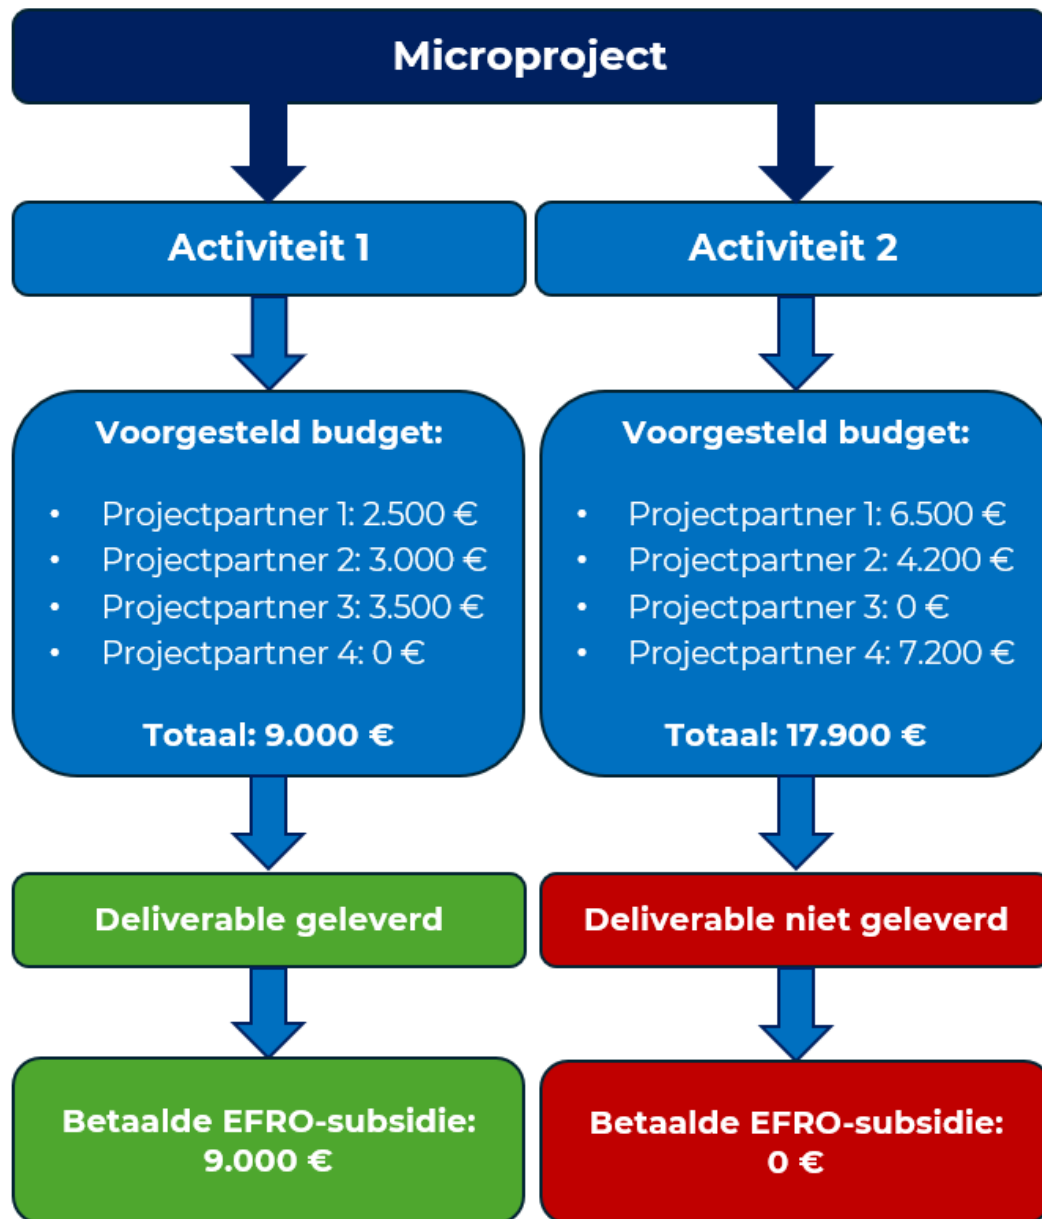 Microproject
Activiteit 1
Voorgesteld budget:
• Projectpartner 1: 2.500 €
• Projectpartner 2: 3.000 €
• Projectpartner 3: 3.500 €
• Projectpartner 4: 0 €
Totaal: 9.000 €
Deliverable geleverd
Betaalde EFRO-subsidie:
9.000 €
Activiteit 2
Voorgesteld budget:
• Projectpartner 1: 6.500 €
• Projectpartner 2: 4.200 €
• Projectpartner 3: 0 €
• Projectpartner 4: 7.200 €
Totaal: 17.900 €
Deliverable niet geleverd
Betaalde EFRO-subsidie:
0 €